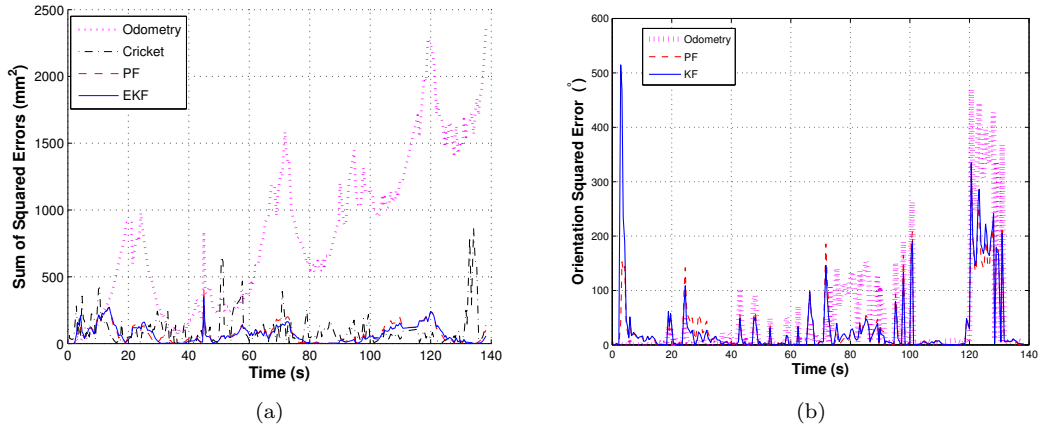 2500
2000
1500
1000
500
0
Sum of Squared Errors (mm²)
Odometry
Cricket
PF
EKF
0 20 40 60 80 100 120 140
Time (s)
(a)
600
500
400
300
200
100
0
Orientation Squared Error (°)
Odometry
PF
KF
0 20 40 60 80 100 120 140
Time (s)
(b)